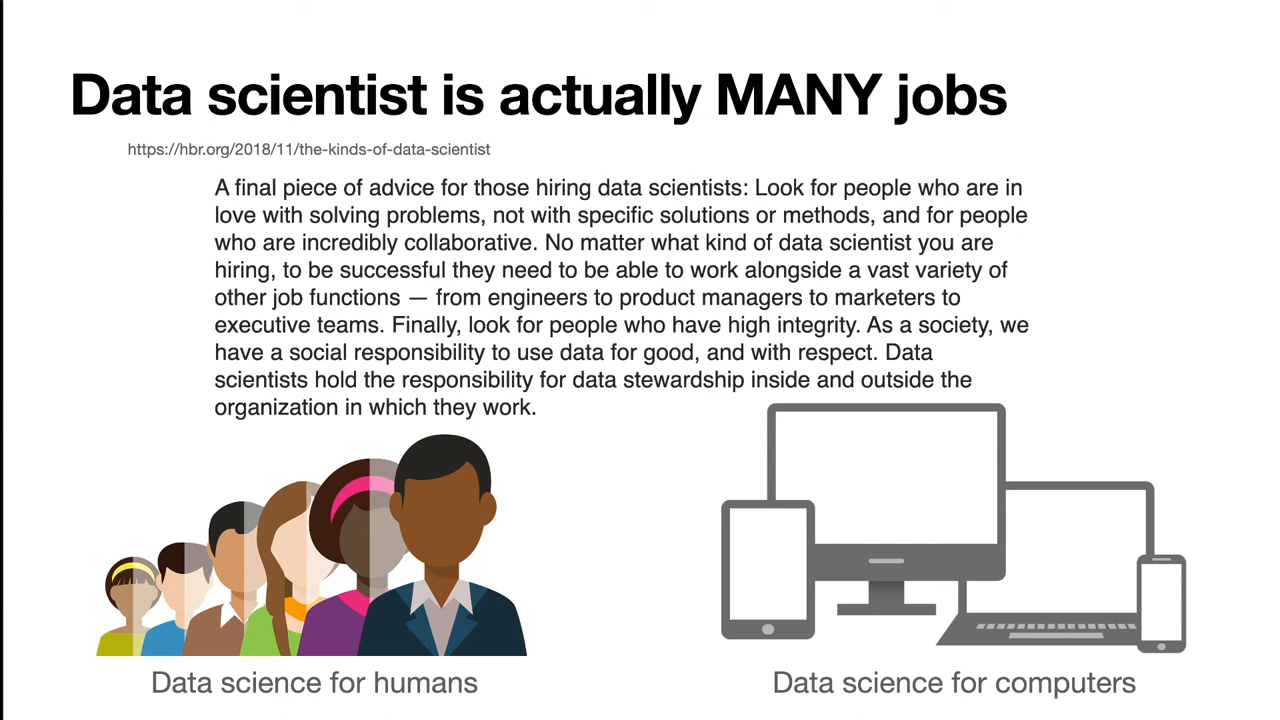 Data scientist is actually MANY jobs
https://hbr.org/2018/11/the-kinds-of-data-scientist
A final piece of advice for those hiring data scientists: Look for people who are in
love with solving problems, not with specific solutions or methods, and for people
who are incredibly collaborative. No matter what kind of data scientist you are
hiring, to be successful they need to be able to work alongside a vast variety of
other job functions — from engineers to product managers to marketers to
executive teams. Finally, look for people who have high integrity. As a society, we
have a social responsibility to use data for good, and with respect. Data
scientists hold the responsibility for data stewardship inside and outside the
organization in which they work.
Data science for humans
Data science for computers